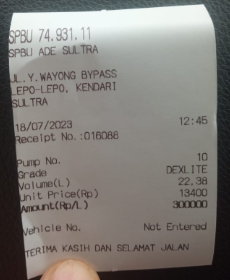 SPBU 74.931.11
SPBU ADE SULTRA
JL.Y.WAYONG BYPASS
LEPO-LEPO, KENDARI
SULTRA
18/07/2023 12:45
Receipt No.:016088
Pump No. 10
Grade DEXLITE
Volume(L) 22,38
Unit Price(Rp) 13400
Amount(Rp/L) 300000
Vehicle No. Not Entered
TERIMA KASIH DAN SELAMAT JALAN